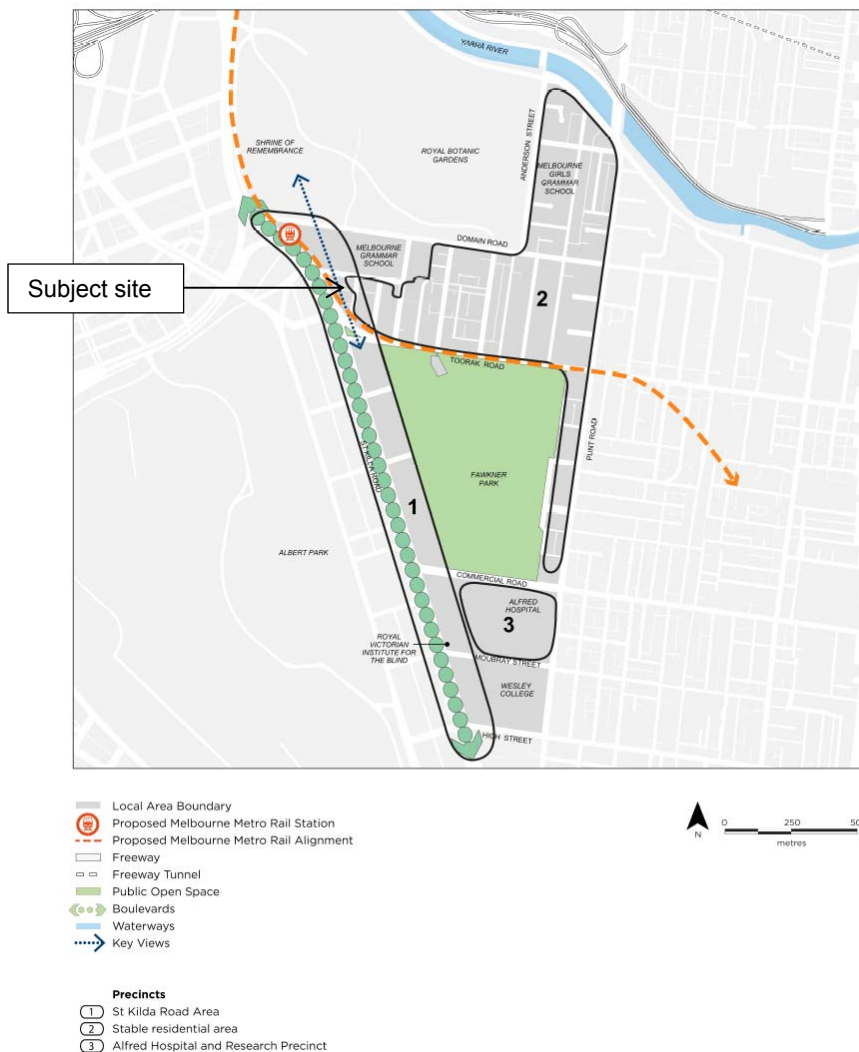 YARRA RIVER
SHRINE OF
REMEMBRANCE
ROYAL BOTANIC
GARDENS
ANDERSON STREET
MELBOURNE
GIRLS
GRAMMAR
SCHOOL
DOMAIN ROAD
MELBOURNE
GRAMMAR
SCHOOL
Subject site
2
TOORAK ROAD
PUNT ROAD
FAWKNER
PARK
ST KILDA ROAD
1
ALBERT PARK
COMMERCIAL ROAD
ALFRED
HOSPITAL
3
ROYAL
VICTORIAN
INSTITUTE FOR
THE BLIND
MOUBRAY STREET
WESLEY
COLLEGE
HIGH STREET
Local Area Boundary
Proposed Melbourne Metro Rail Station
Proposed Melbourne Metro Rail Alignment
Freeway
Freeway Tunnel
Public Open Space
Boulevards
Waterways
Key Views
N
0 250 50
metres
Precincts
1 St Kilda Road Area
2 Stable residential area
3 Alfred Hospital and Research Precinct